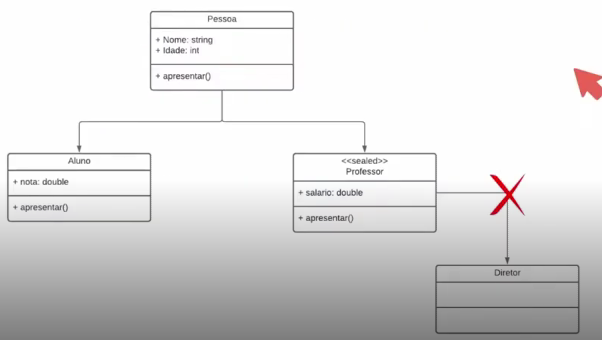 Pessoa
+ Nome: string
+ Idade: int
+ apresentar()
Aluno
+ nota: double
+ apresentar()
<<sealed>>
Professor
+ salario: double
+ apresentar()
Diretor